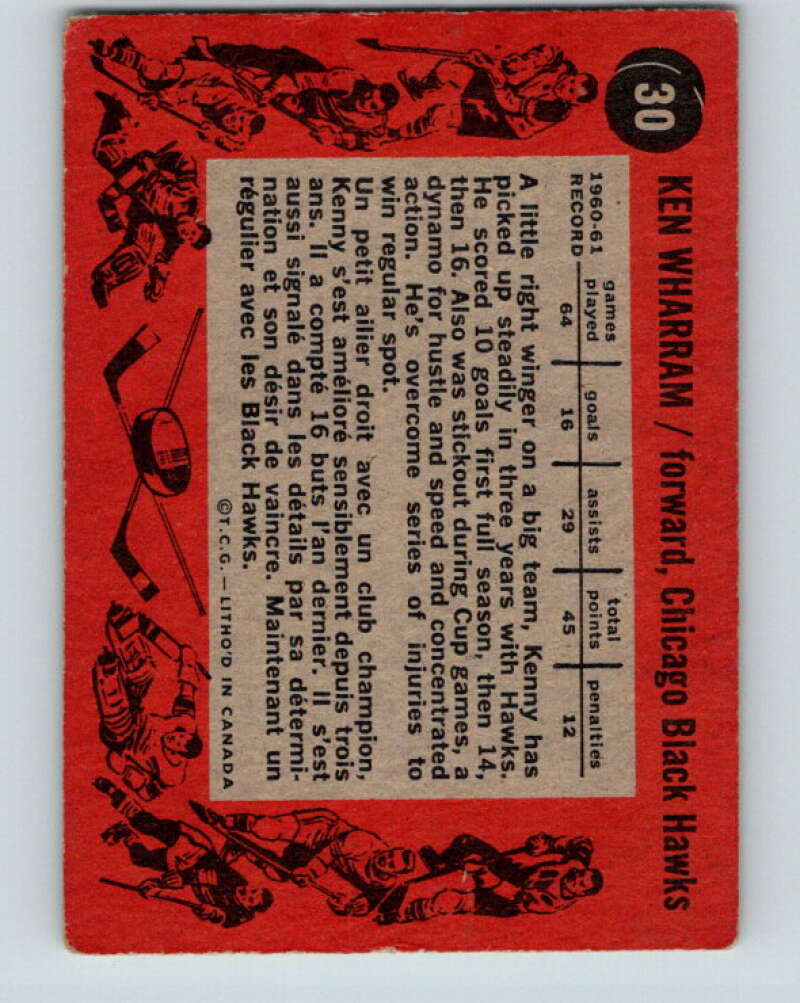 30
KEN WHARRAM / forward, Chicago Black Hawks
1960-61 games goals assists total penalties
RECORD played points
64 16 29 45 12
A little right winger on a big team, Kenny has
picked up steadily in three years with Hawks.
He scored 10 goals first full season, then 14,
then 16. Also was stickout during Cup games, a
dynamo for hustle and speed and concentrated
action. He's overcome series of injuries to
win regular spot.
Un petit ailier droit avec un club champion,
Kenny s'est amélioré sensiblement depuis trois
ans. Il a compté 16 buts l'an dernier. Il s'est
aussi signalé dans les détails par sa détermi-
nation et son désir de vaincre. Maintenant un
régulier avec les Black Hawks.
©T.C.G. — LITHO'D IN CANADA